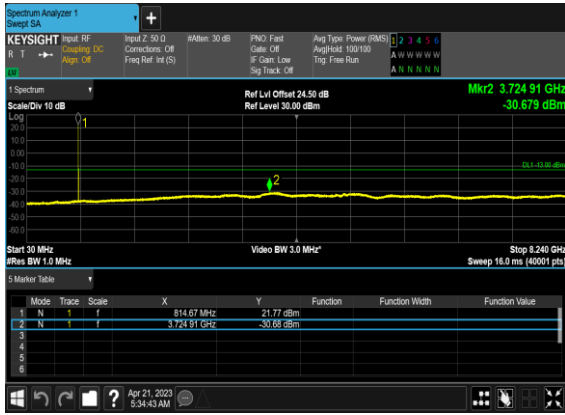 Spectrum Analyzer 1
Swept SA
KEYSIGHT Input: RF Input Z: 50 Ω #Atten: 30 dB PNO: Fast Avg Type: Power (RMS) 1 2 3 4 5 6
R T Coupling: DC Corrections: Off Gate: Off Avg|Hold: 100/100 A W W W W W
Align: Off Freq Ref: Int (S) IF Gain: Low Trig: Free Run
LXI Sig Track: Off A N N N N N
1 Spectrum Ref Lvl Offset 24.50 dB Mkr2 3.724 91 GHz
Scale/Div 10 dB Ref Level 30.00 dBm -30.679 dBm
Log
20.0
10.0
0.00
-10.0
-20.0
-30.0
-40.0
-50.0
-60.0
1
DL1 -13.00 dBm
2
Start 30 MHz Video BW 3.0 MHz* Stop 8.240 GHz
#Res BW 1.0 MHz Sweep 16.0 ms (40001 pts)
5 Marker Table
Mode Trace Scale X Y Function Function Width Function Value
1 N 1 f 814.67 MHz 21.77 dBm
2 N 1 f 3.724 91 GHz -30.68 dBm
3
4
5
6
? Apr 21, 2023
5:34:43 AM